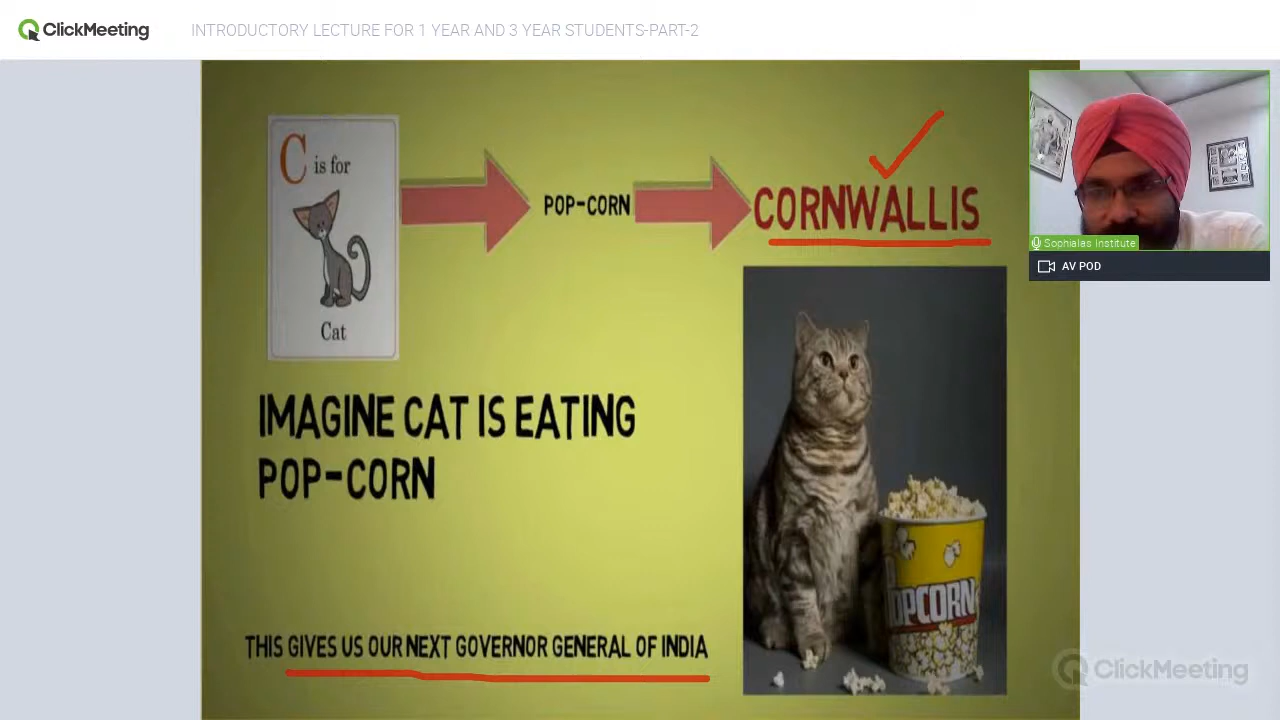 ClickMeeting
INTRODUCTORY LECTURE FOR 1 YEAR AND 3 YEAR STUDENTS-PART-2
C is for
Cat
POP-CORN
CORNWALLIS
IMAGINE CAT IS EATING
POP-CORN
THIS GIVES US OUR NEXT GOVERNOR GENERAL OF INDIA
OPCORN
Sophialas Institute
AV POD
ClickMeeting